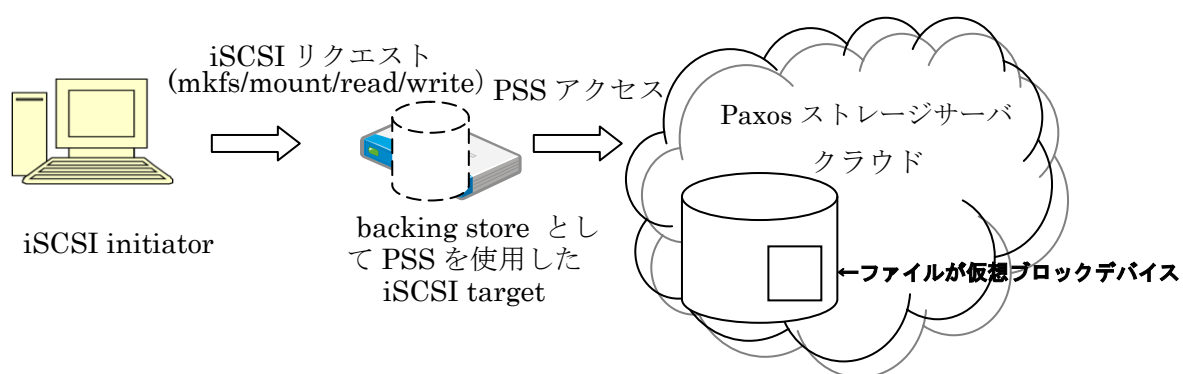 iSCSI リクエスト
(mkfs/mount/read/write)
PSS アクセス
Paxos ストレージサーバ
クラウド
iSCSI initiator
backing store とし
て PSS を使用した
iSCSI target
←ファイルが仮想ブロックデバイス